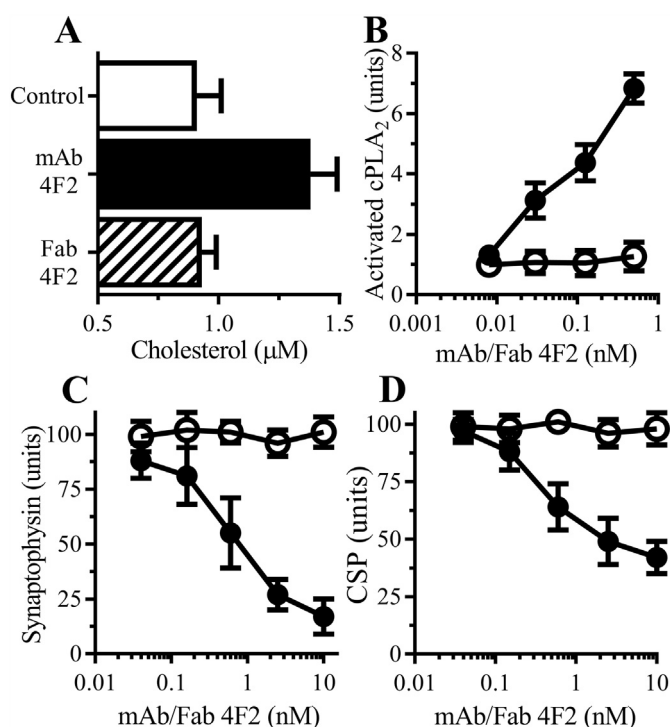 A
Control
mAb
4F2
Fab
4F2
0.5 1.0 1.5
Cholesterol (μM)
B
Activated cPLA₂ (units)
8
6
4
2
0
0.001 0.01 0.1 1
mAb/Fab 4F2 (nM)
C
Synaptophysin (units)
100
75
50
25
0
0.01 0.1 1 10
mAb/Fab 4F2 (nM)
D
CSP (units)
100
75
50
25
0
0.01 0.1 1 10
mAb/Fab 4F2 (nM)